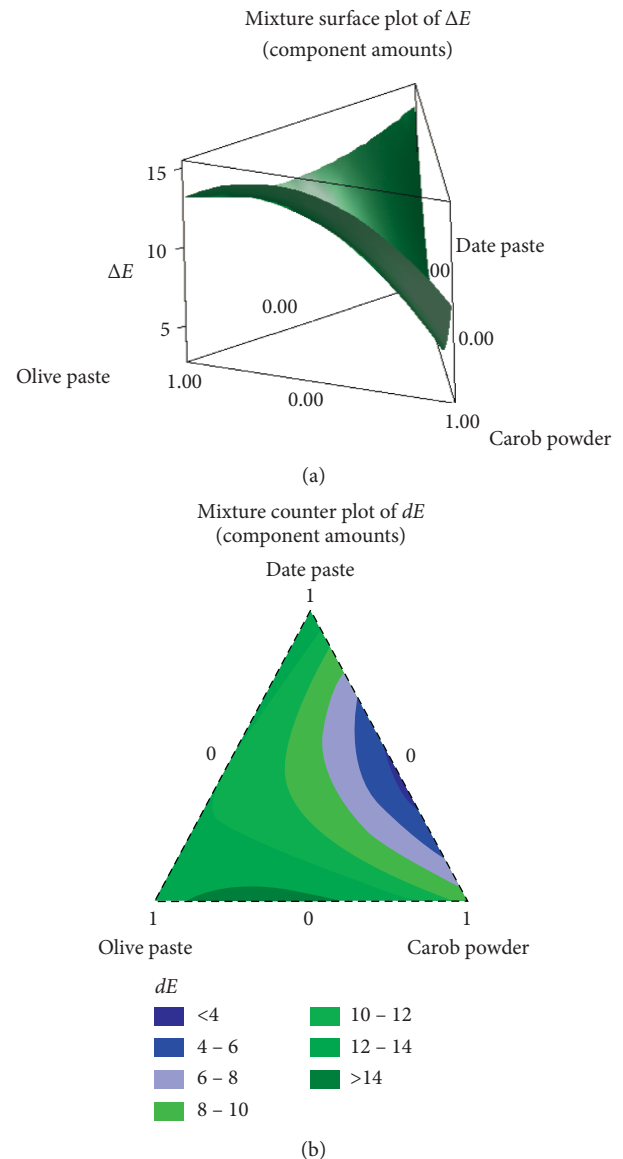 Mixture surface plot of ΔE
(component amounts)
15
10
5
ΔE
Date paste
00
0.00
0.00
Olive paste
1.00
0.00
1.00
Carob powder
(a)
Mixture counter plot of dE
(component amounts)
Date paste
1
0
0
1
0
1
Olive paste
Carob powder
dE
<4
10 – 12
4 – 6
12 – 14
6 – 8
>14
8 – 10
(b)